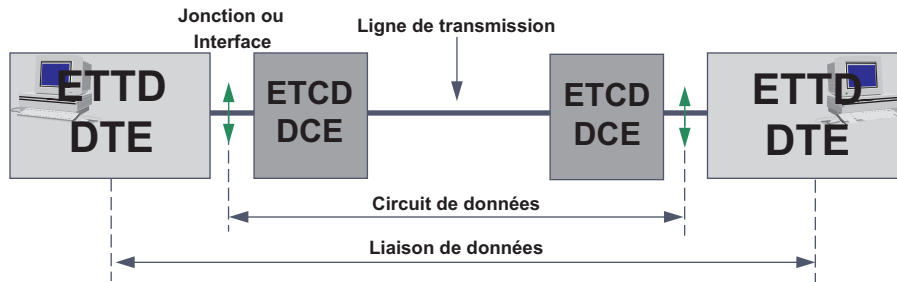 Jonction ou
Interface
Ligne de transmission
ETTD
DTE
ETCD
DCE
ETCD
DCE
ETTD
DTE
Circuit de données
Liaison de données